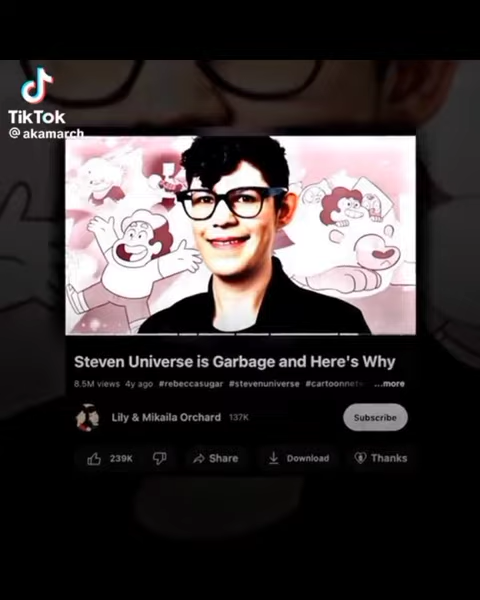 TikTok
@akamarch
Steven Universe is Garbage and Here's Why
8.5M views 4y ago #rebeccasugar #stevenuniverse #cartoonnetw ...more
Lily & Mikaila Orchard 137K
Subscribe
239K Share Download Thanks